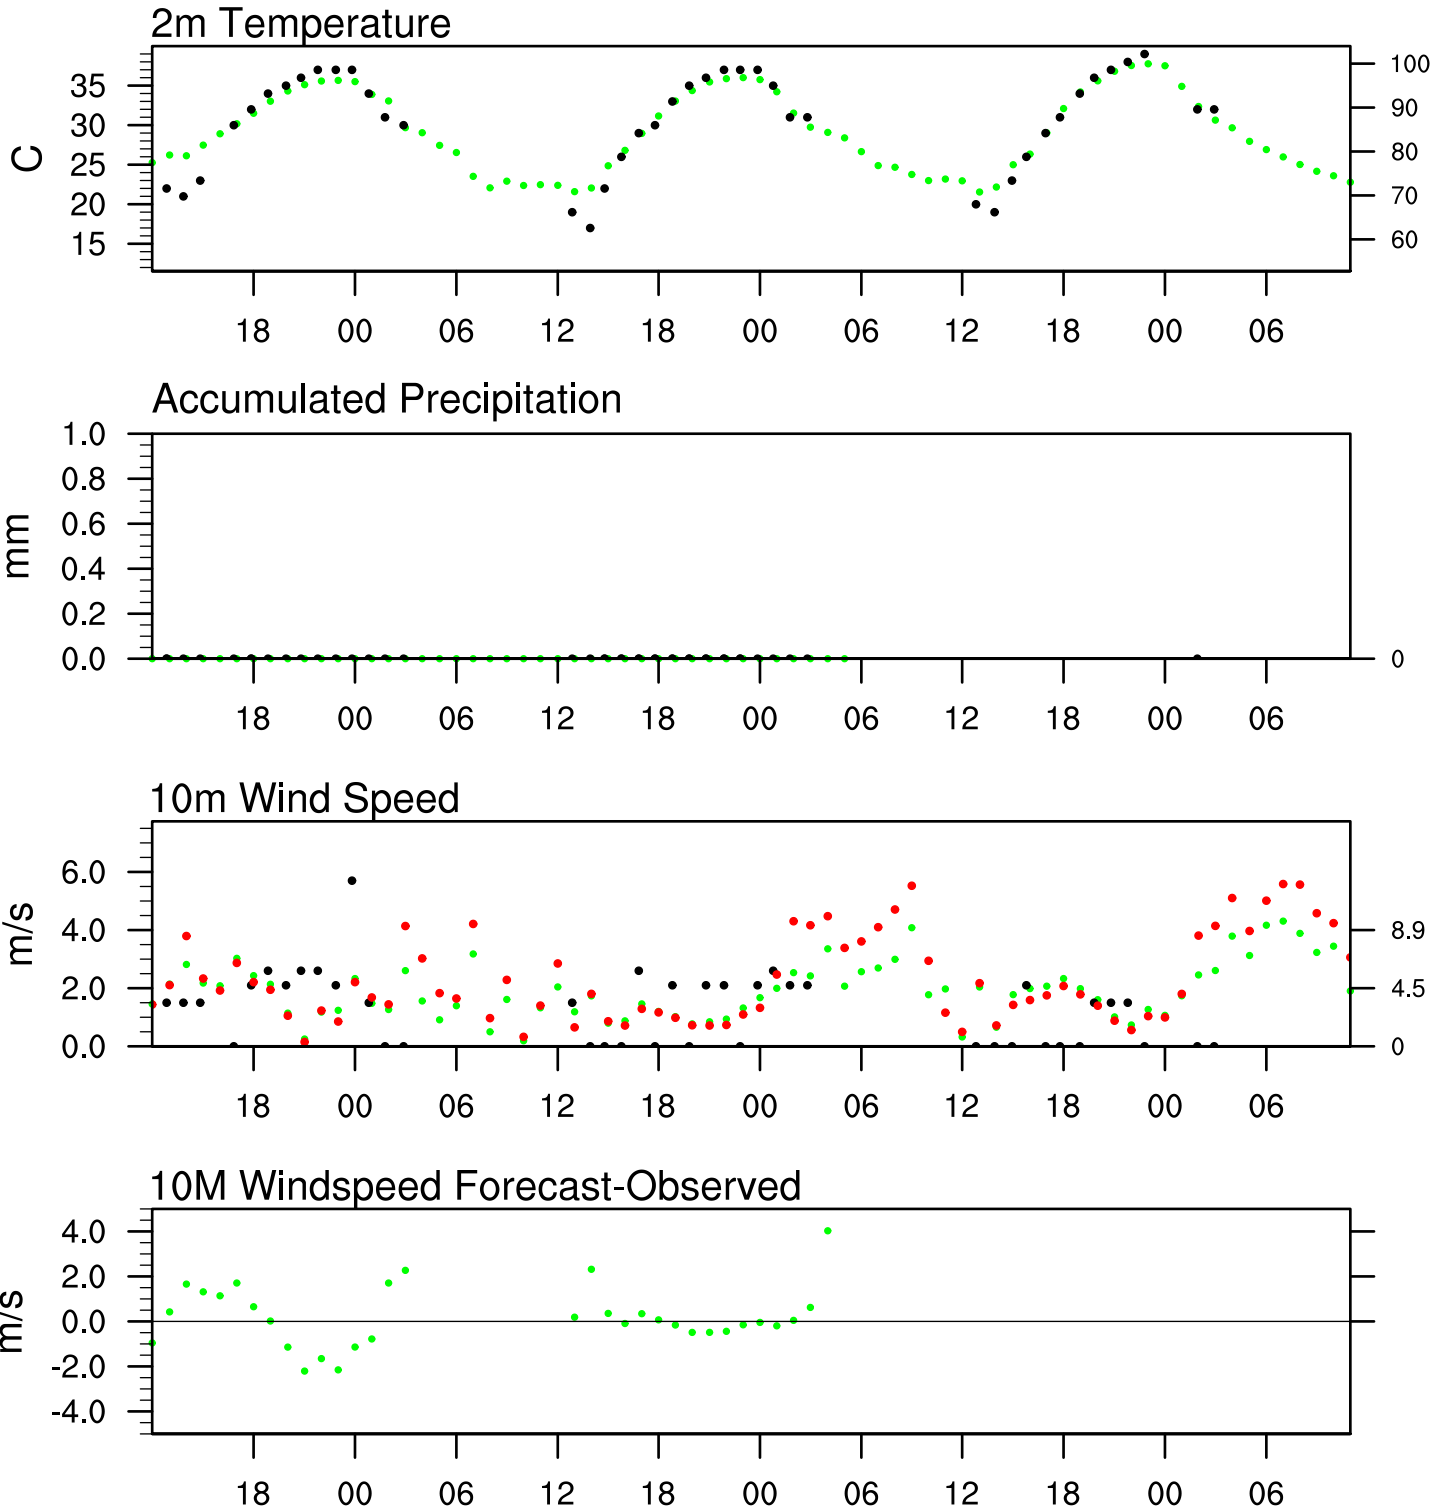 2m Temperature
35
30
25
20
15
C
100
90
80
70
60
18 00 06 12 18 00 06 12 18 00 06
Accumulated Precipitation
1.0
0.8
0.6
0.4
0.2
0.0
mm
0
18 00 06 12 18 00 06 12 18 00 06
10m Wind Speed
6.0
4.0
2.0
0.0
m/s
8.9
4.5
0
18 00 06 12 18 00 06 12 18 00 06
10M Windspeed Forecast-Observed
4.0
2.0
0.0
-2.0
-4.0
m/s
18 00 06 12 18 00 06 12 18 00 06